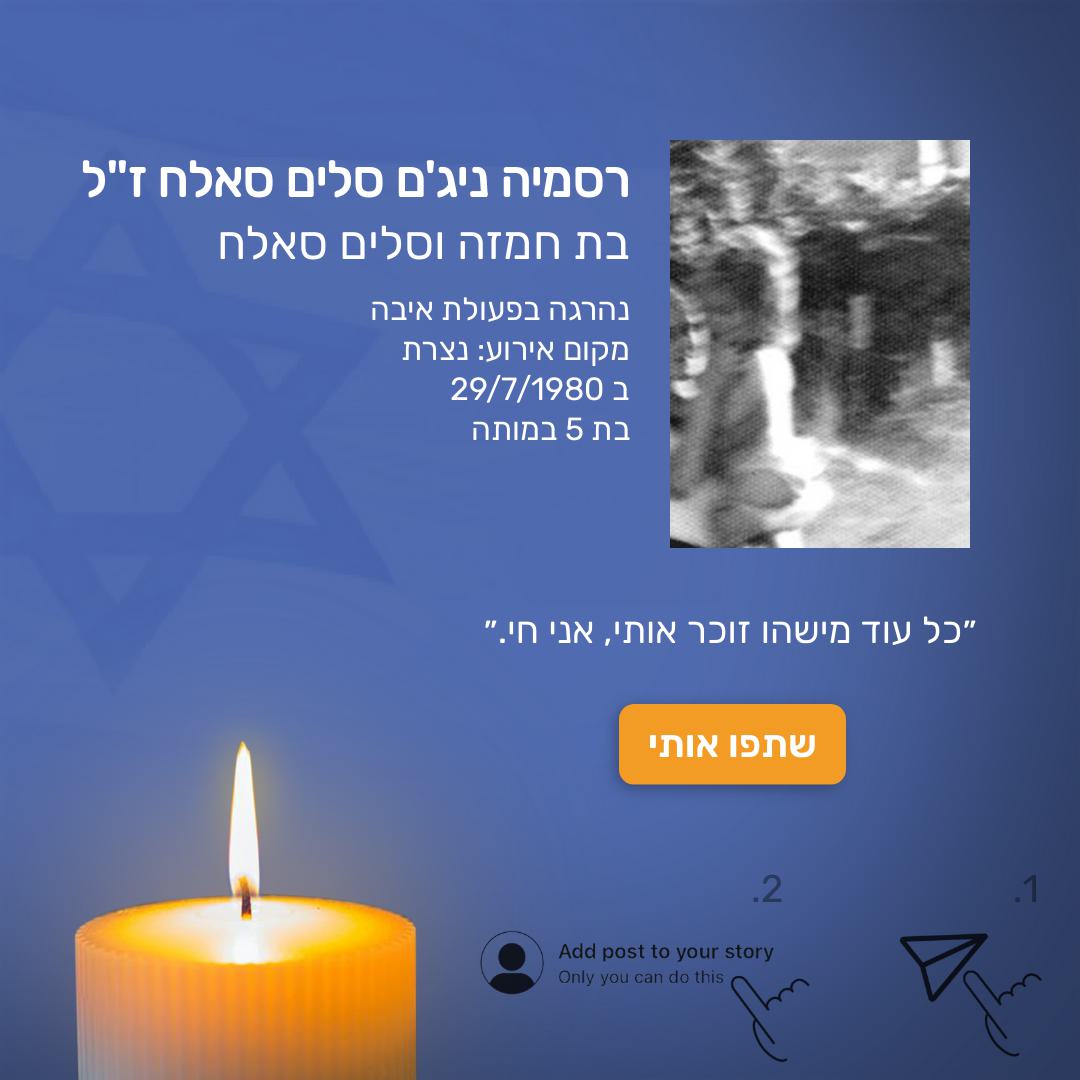 רסמיה ניג'ם סלים סאלח ז"ל
בת חמזה וסלים סאלח
נהרגה בפעולת איבה
מקום אירוע: נצרת
ב 29/7/1980
בת 5 במותה
״כל עוד מישהו זוכר אותי, אני חי.״
שתפו אותי
.1
.2
Add post to your story
Only you can do this